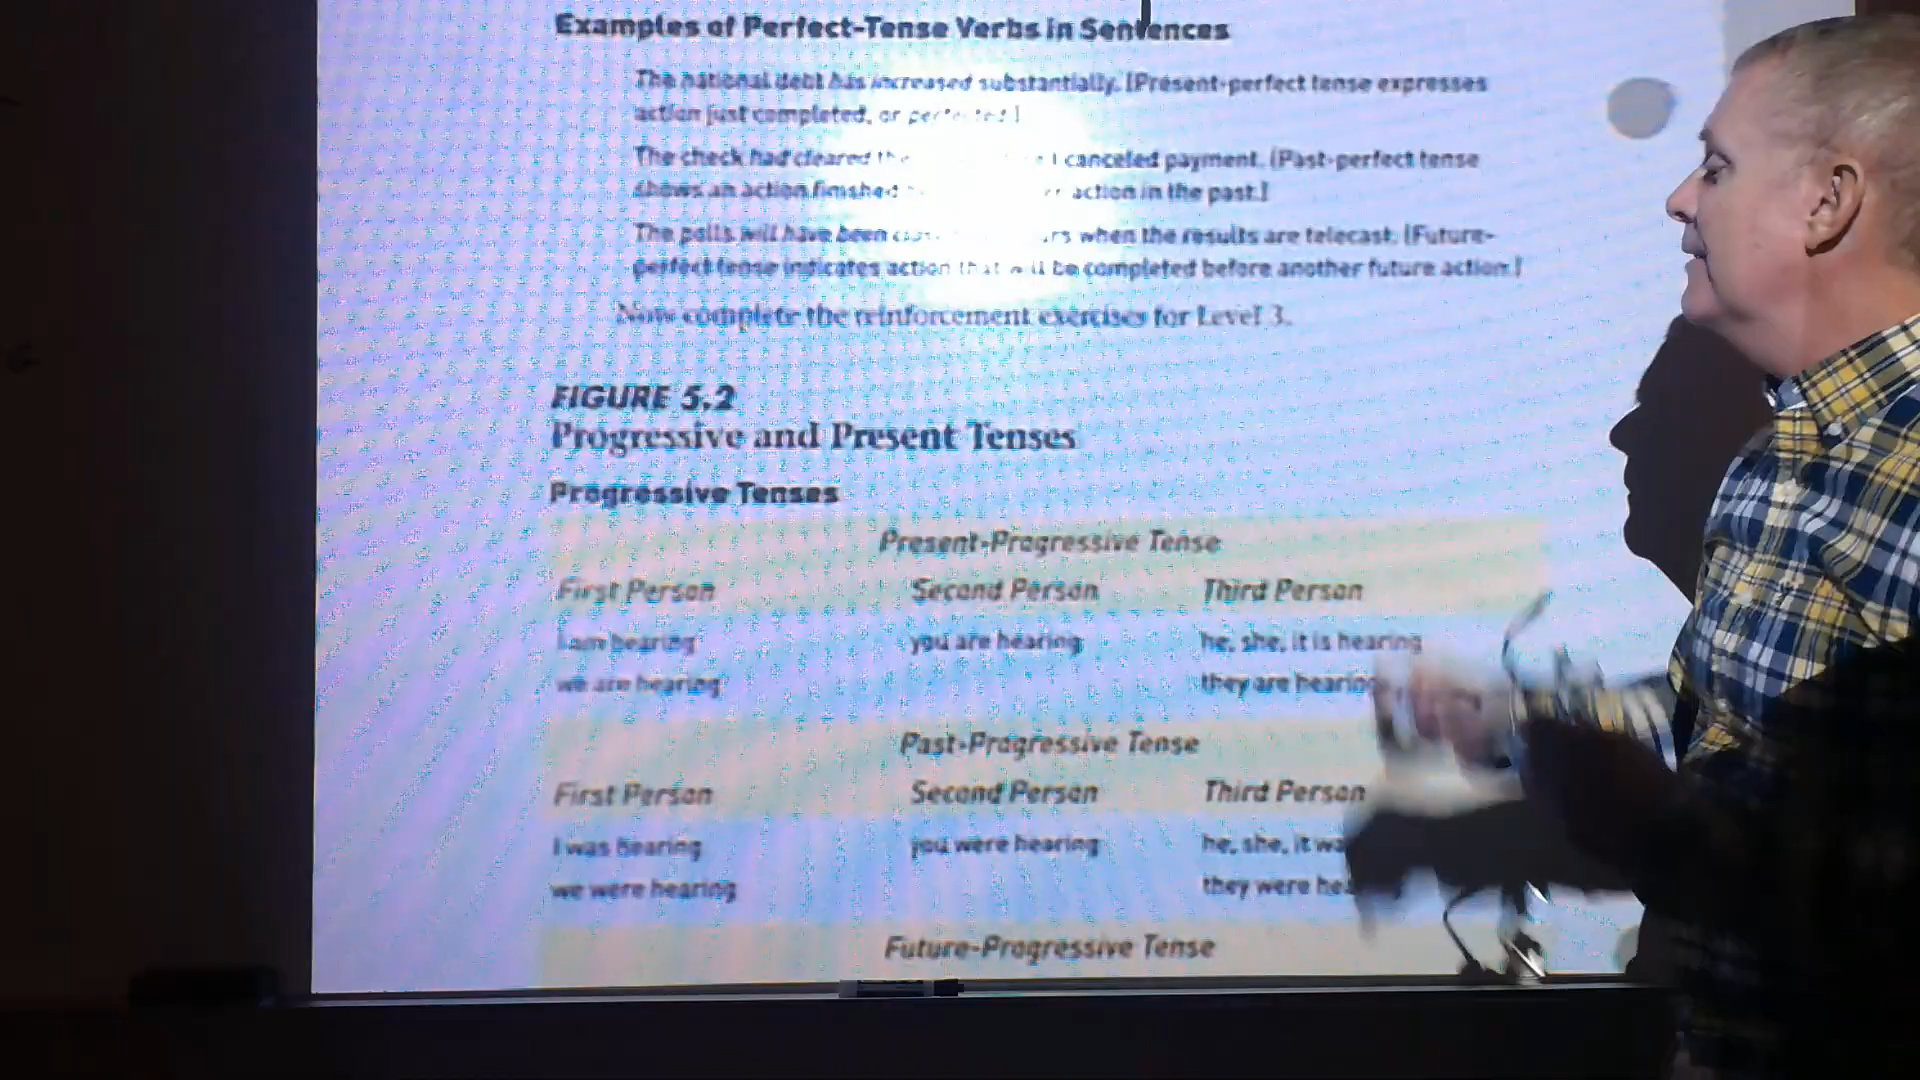 Examples of Perfect-Tense Verbs in Sentences
The national debt has increased substantially. [Present-perfect tense expresses
action just completed, or perfected.]
The check had cleared the I canceled payment. [Past-perfect tense
shows an action finished action in the past.]
The polls will have been when the results are telecast. [Future-
perfect tense indicates action that will be completed before another future action.]
Now complete the reinforcement exercises for Level 3.
FIGURE 5.2
Progressive and Present Tenses
Progressive Tenses
Present-Progressive Tense
First Person Second Person Third Person
I am hearing you are hearing he, she, it is hearing
we are hearing they are hearing
Past-Progressive Tense
First Person Second Person Third Person
I was hearing you were hearing he, she, it
we were hearing they were
Future-Progressive Tense